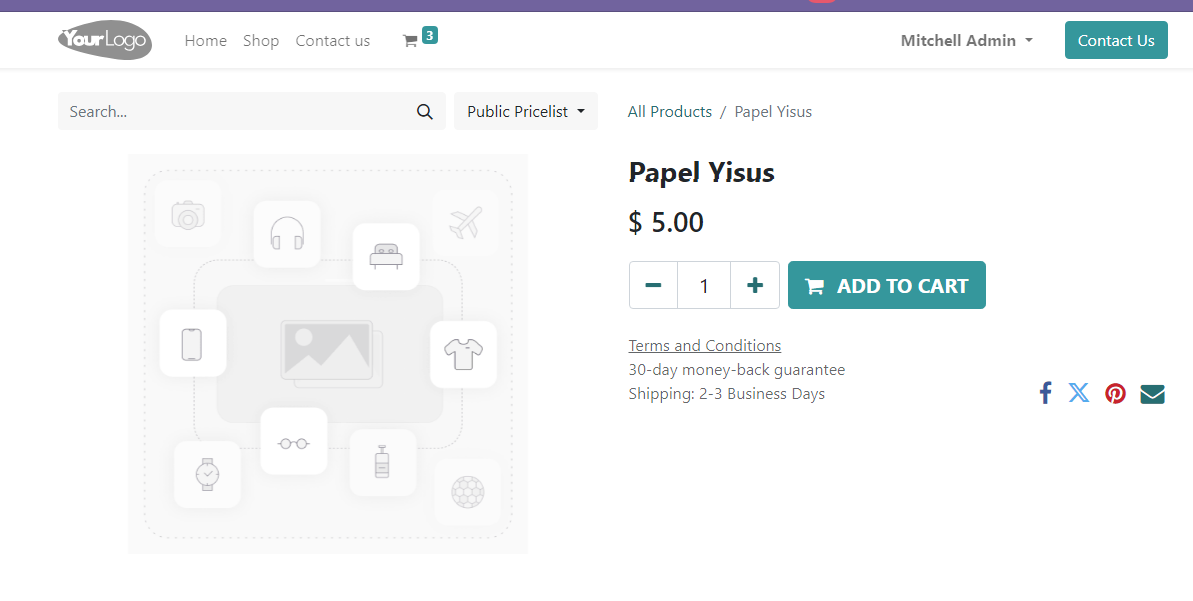 YourLogo
Home Shop Contact us 3 Mitchell Admin Contact Us
Search... Public Pricelist All Products / Papel Yisus
Papel Yisus
$ 5.00
1 ADD TO CART
Terms and Conditions
30-day money-back guarantee
Shipping: 2-3 Business Days